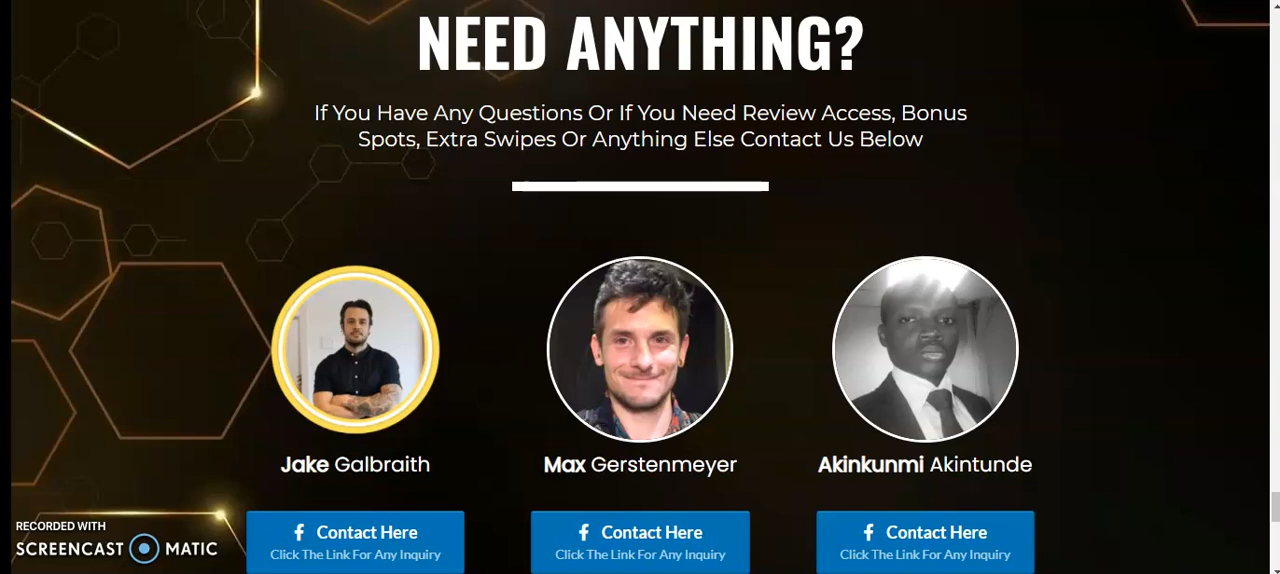 NEED ANYTHING?
If You Have Any Questions Or If You Need Review Access, Bonus
Spots, Extra Swipes Or Anything Else Contact Us Below
Jake Galbraith
Max Gerstenmeyer
Akinkunmi Akintunde
Contact Here
Click The Link For Any Inquiry
Contact Here
Click The Link For Any Inquiry
Contact Here
Click The Link For Any Inquiry
RECORDED WITH
SCREENCAST MATIC